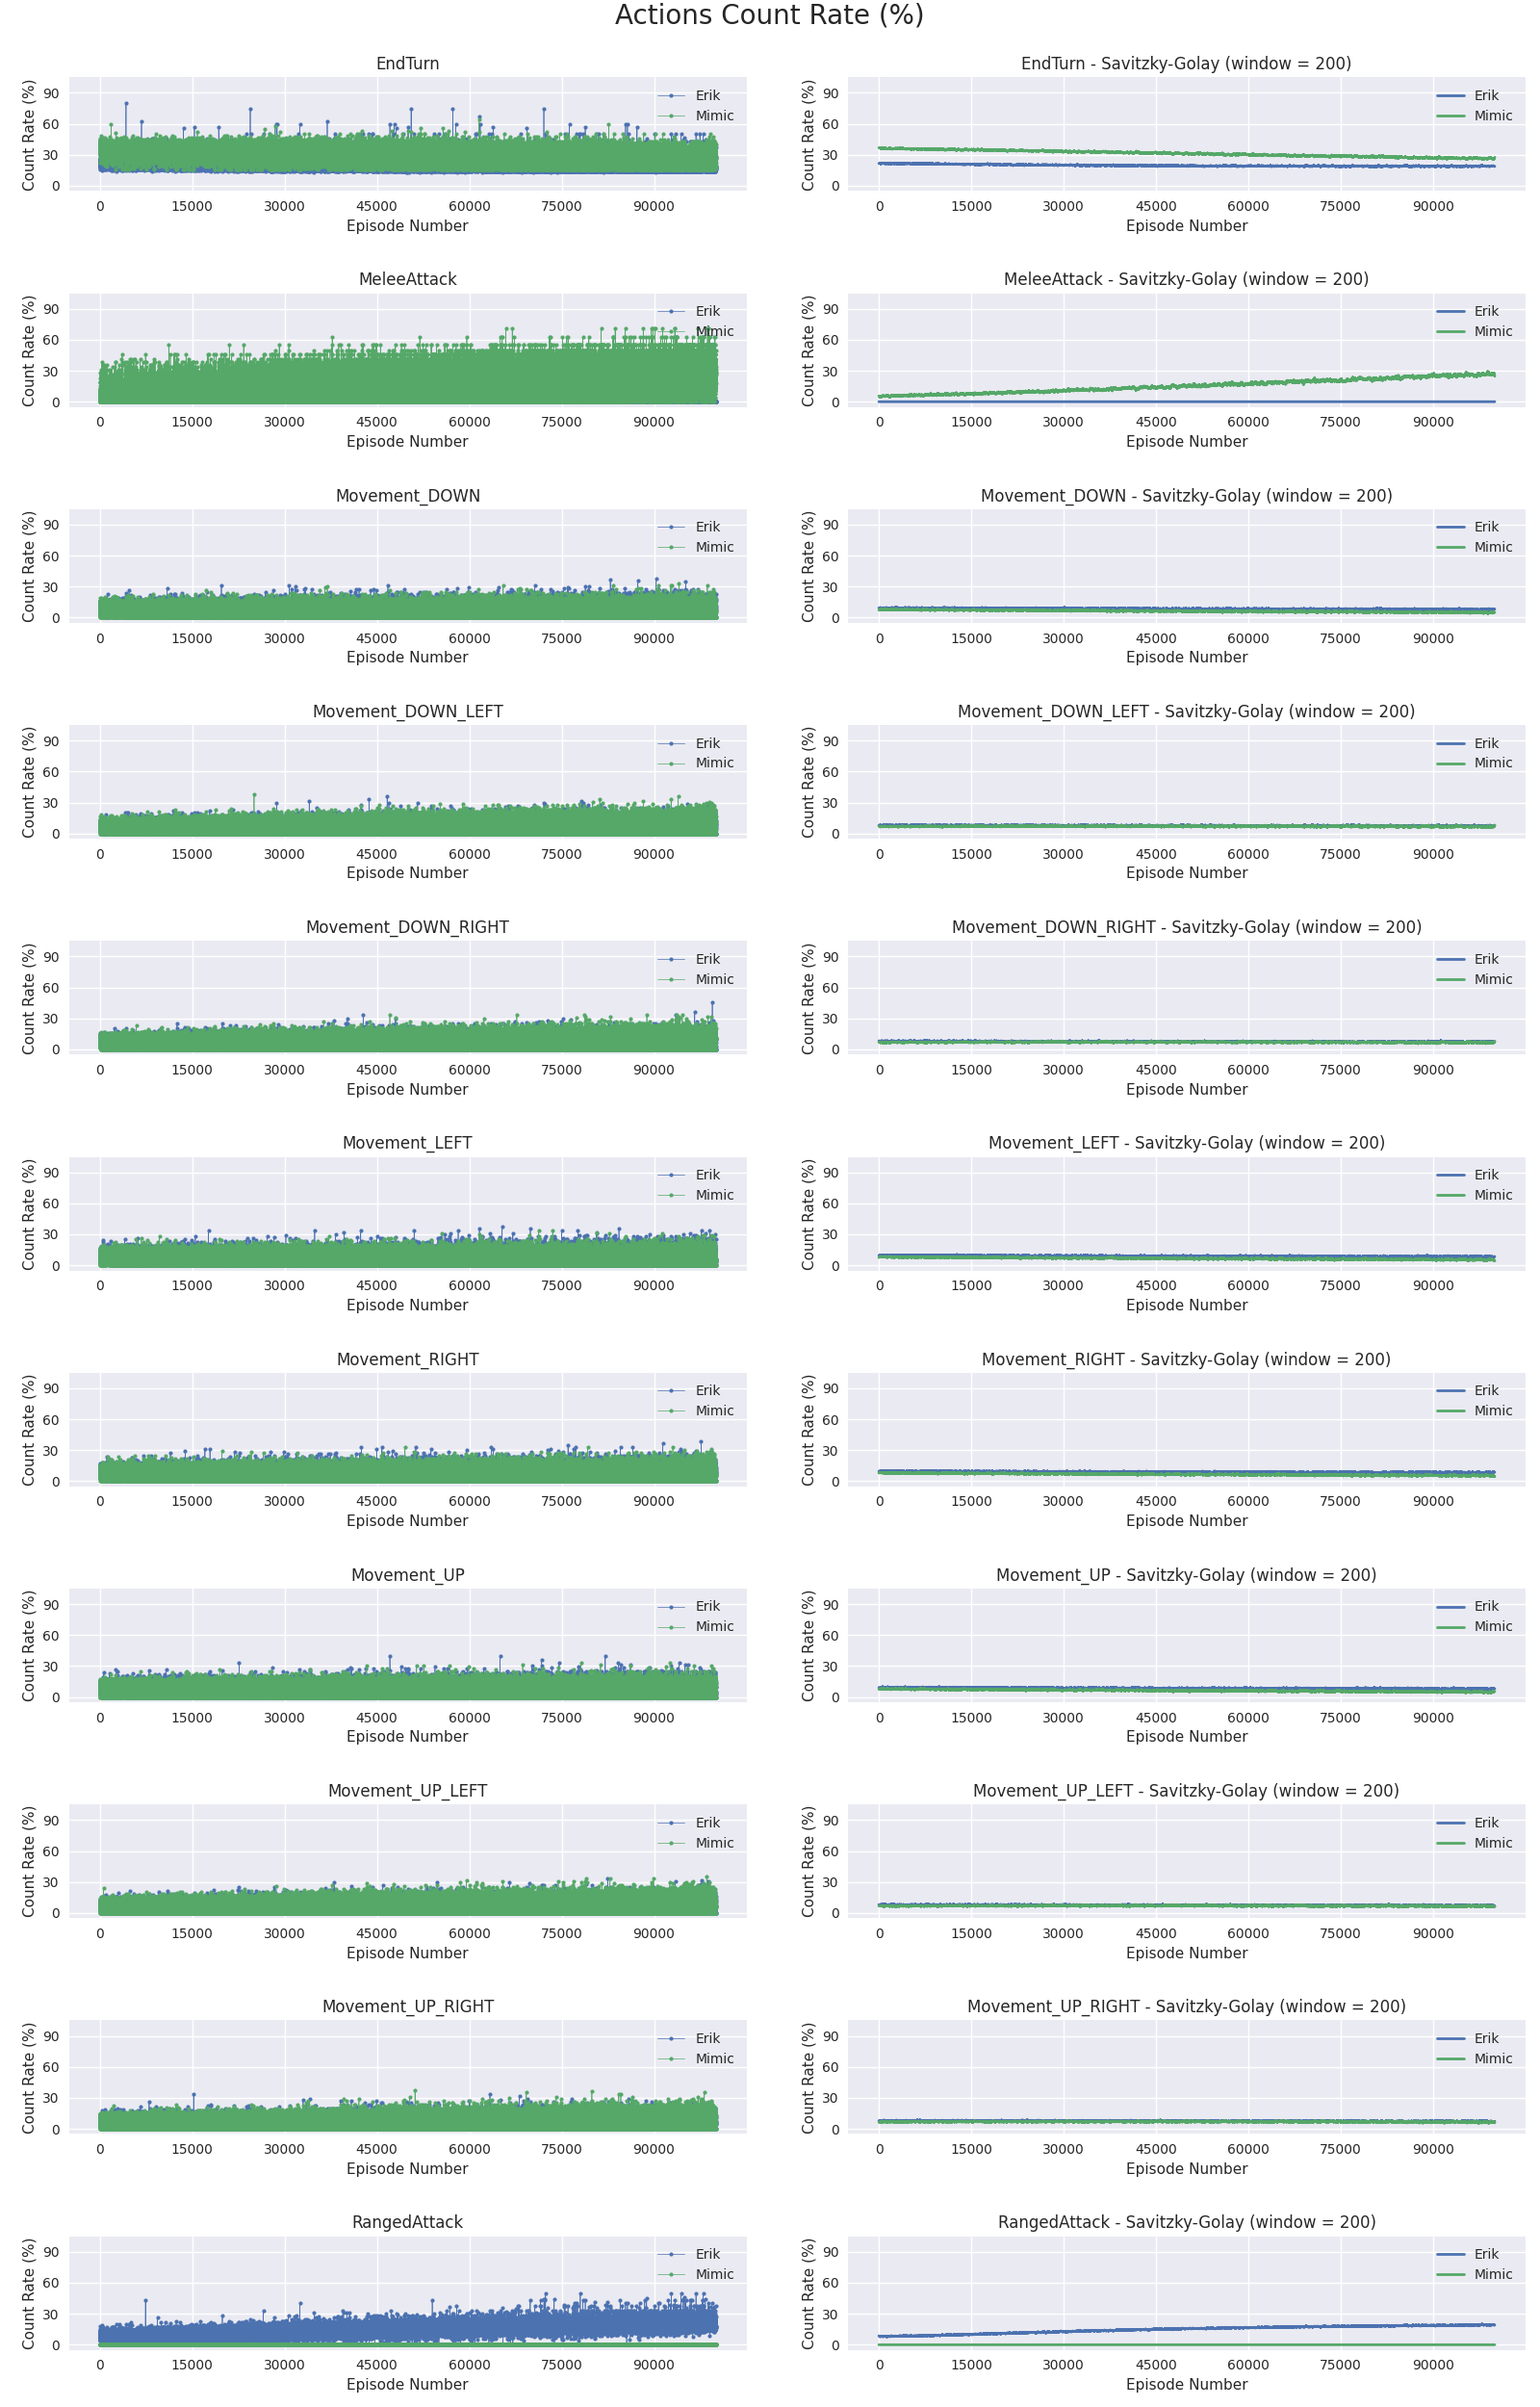 Actions Count Rate (%)
EndTurn
Count Rate (%)
90
60
30
0
Erik
Mimic
0 15000 30000 45000 60000 75000 90000
Episode Number
EndTurn - Savitzky-Golay (window = 200)
Count Rate (%)
90
60
30
0
Erik
Mimic
0 15000 30000 45000 60000 75000 90000
Episode Number
MeleeAttack
Count Rate (%)
90
60
30
0
Erik
Mimic
0 15000 30000 45000 60000 75000 90000
Episode Number
MeleeAttack - Savitzky-Golay (window = 200)
Count Rate (%)
90
60
30
0
Erik
Mimic
0 15000 30000 45000 60000 75000 90000
Episode Number
Movement_DOWN
Count Rate (%)
90
60
30
0
Erik
Mimic
0 15000 30000 45000 60000 75000 90000
Episode Number
Movement_DOWN - Savitzky-Golay (window = 200)
Count Rate (%)
90
60
30
0
Erik
Mimic
0 15000 30000 45000 60000 75000 90000
Episode Number
Movement_DOWN_LEFT
Count Rate (%)
90
60
30
0
Erik
Mimic
0 15000 30000 45000 60000 75000 90000
Episode Number
Movement_DOWN_LEFT - Savitzky-Golay (window = 200)
Count Rate (%)
90
60
30
0
Erik
Mimic
0 15000 30000 45000 60000 75000 90000
Episode Number
Movement_DOWN_RIGHT
Count Rate (%)
90
60
30
0
Erik
Mimic
0 15000 30000 45000 60000 75000 90000
Episode Number
Movement_DOWN_RIGHT - Savitzky-Golay (window = 200)
Count Rate (%)
90
60
30
0
Erik
Mimic
0 15000 30000 45000 60000 75000 90000
Episode Number
Movement_LEFT
Count Rate (%)
90
60
30
0
Erik
Mimic
0 15000 30000 45000 60000 75000 90000
Episode Number
Movement_LEFT - Savitzky-Golay (window = 200)
Count Rate (%)
90
60
30
0
Erik
Mimic
0 15000 30000 45000 60000 75000 90000
Episode Number
Movement_RIGHT
Count Rate (%)
90
60
30
0
Erik
Mimic
0 15000 30000 45000 60000 75000 90000
Episode Number
Movement_RIGHT - Savitzky-Golay (window = 200)
Count Rate (%)
90
60
30
0
Erik
Mimic
0 15000 30000 45000 60000 75000 90000
Episode Number
Movement_UP
Count Rate (%)
90
60
30
0
Erik
Mimic
0 15000 30000 45000 60000 75000 90000
Episode Number
Movement_UP - Savitzky-Golay (window = 200)
Count Rate (%)
90
60
30
0
Erik
Mimic
0 15000 30000 45000 60000 75000 90000
Episode Number
Movement_UP_LEFT
Count Rate (%)
90
60
30
0
Erik
Mimic
0 15000 30000 45000 60000 75000 90000
Episode Number
Movement_UP_LEFT - Savitzky-Golay (window = 200)
Count Rate (%)
90
60
30
0
Erik
Mimic
0 15000 30000 45000 60000 75000 90000
Episode Number
Movement_UP_RIGHT
Count Rate (%)
90
60
30
0
Erik
Mimic
0 15000 30000 45000 60000 75000 90000
Episode Number
Movement_UP_RIGHT - Savitzky-Golay (window = 200)
Count Rate (%)
90
60
30
0
Erik
Mimic
0 15000 30000 45000 60000 75000 90000
Episode Number
RangedAttack
Count Rate (%)
90
60
30
0
Erik
Mimic
0 15000 30000 45000 60000 75000 90000
Episode Number
RangedAttack - Savitzky-Golay (window = 200)
Count Rate (%)
90
60
30
0
Erik
Mimic
0 15000 30000 45000 60000 75000 90000
Episode Number